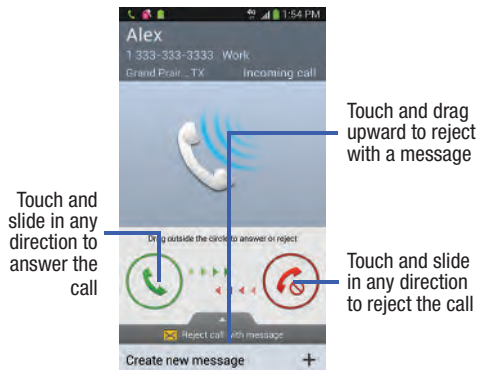 4G 1:54 PM
Alex
1 333-333-3333 Work
Grand Prair., TX Incoming call
Touch and drag
upward to reject
with a message
Touch and
slide in any
direction to
answer the
call
Drag outside the circle to answer or reject
Touch and slide
in any direction
to reject the call
Reject call with message
Create new message +